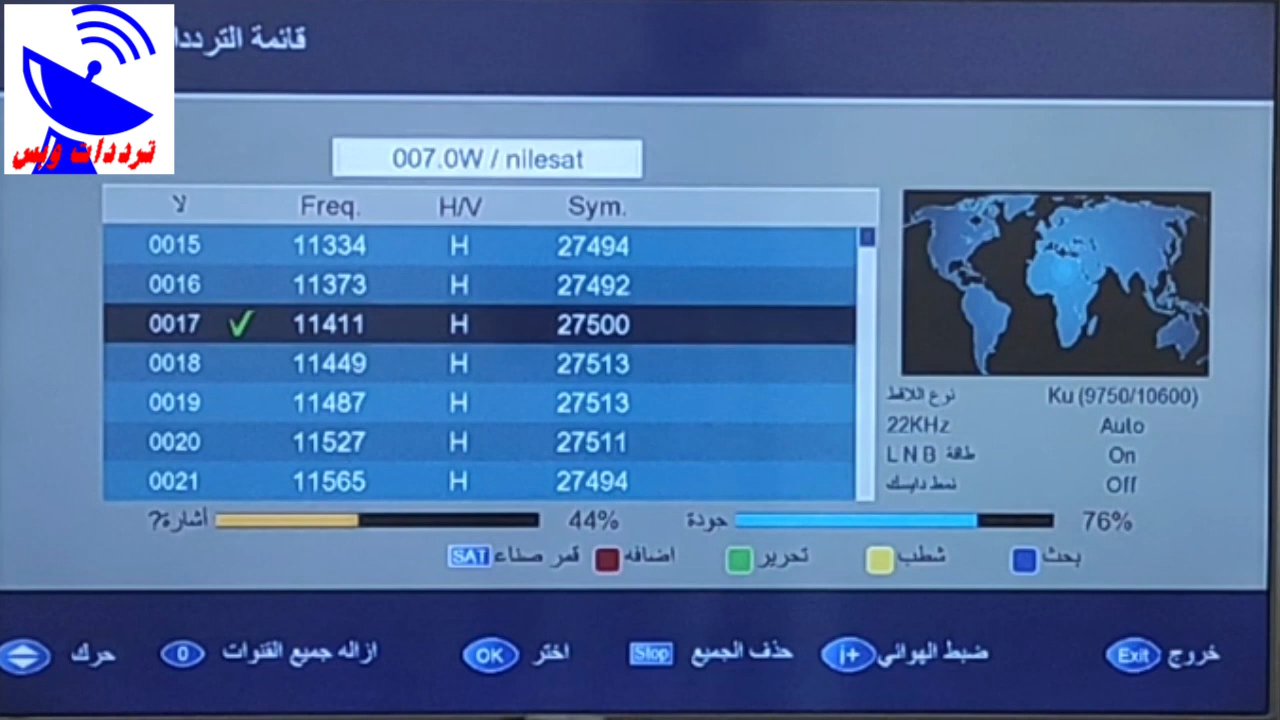 قائمة الترددا
ترددات ويس
007.0W / nilesat
لا Freq. H/V Sym.
0015 11334 H 27494
0016 11373 H 27492
0017 ✓ 11411 H 27500
0018 11449 H 27513
0019 11487 H 27513
0020 11527 H 27511
0021 11565 H 27494
نوع اللاقط Ku (9750/10600)
22KHz Auto
طاقة LNB On
نمط دايسك Off
أشارة? 44% جودة 76%
SAT قمر صناء اضافه تحرير شطب بحث
حرك 0 ازاله جميع القنوات OK اختر Stop حذف الجميع i+ ضبط الهوائي Exit خروج